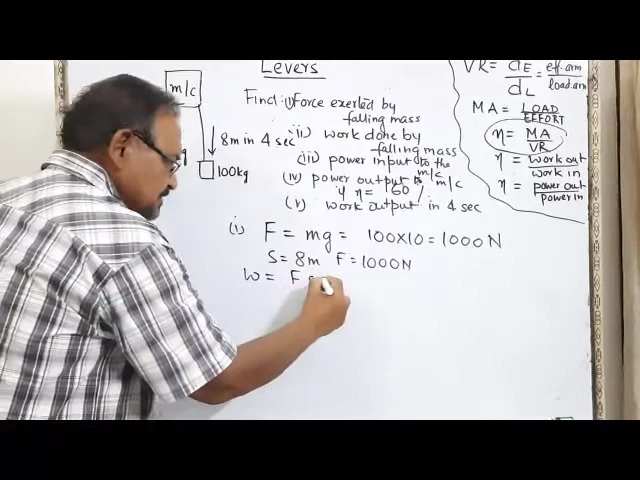 Levers
m/c
Find: (i) Force exerted by
falling mass
8m in 4 sec
ii) work done by
falling mass
100kg
(iii) power input to the
m/c
(iv) power output to m/c
if η = 60 %
(v) work output in 4 sec
VR = dE/dL = eff. arm/load arm
MA = LOAD/EFFORT
η = MA/VR
η = work out/work in
η = power out/power in
(i) F = mg = 100×10 = 1000 N
S = 8m F = 1000N
W = F